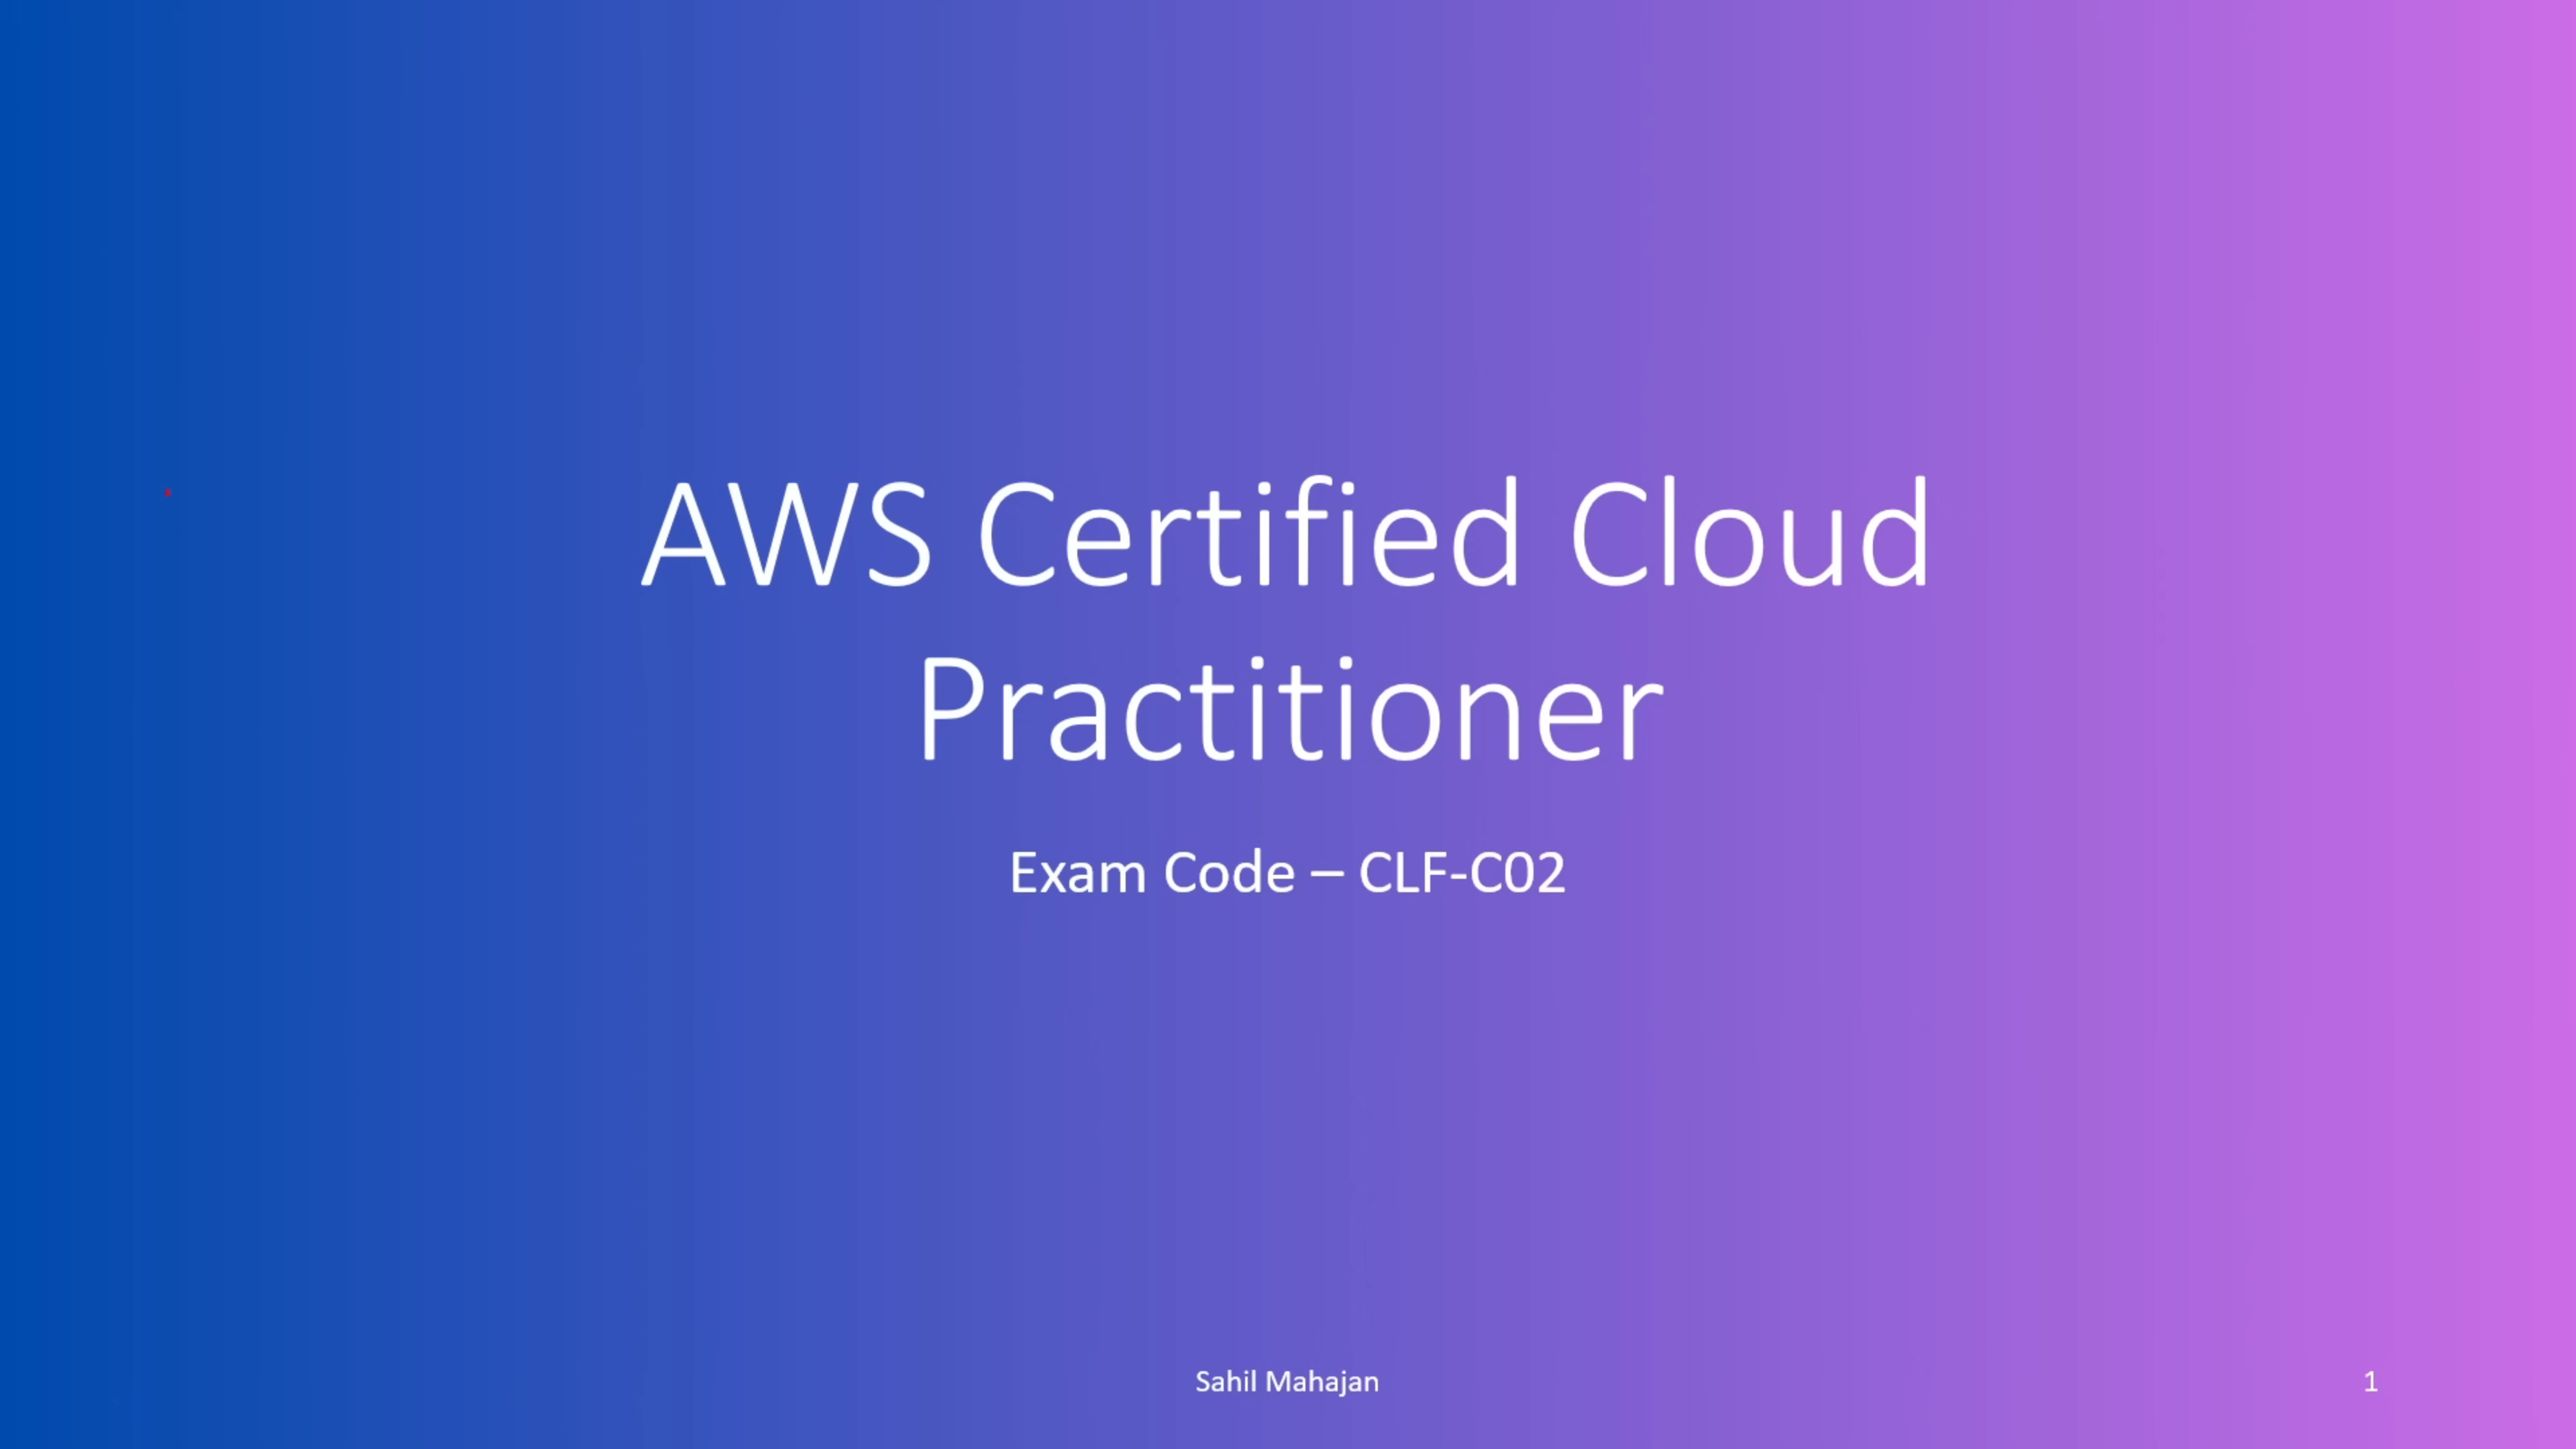 AWS Certified Cloud
Practitioner
Exam Code – CLF-C02
Sahil Mahajan
1